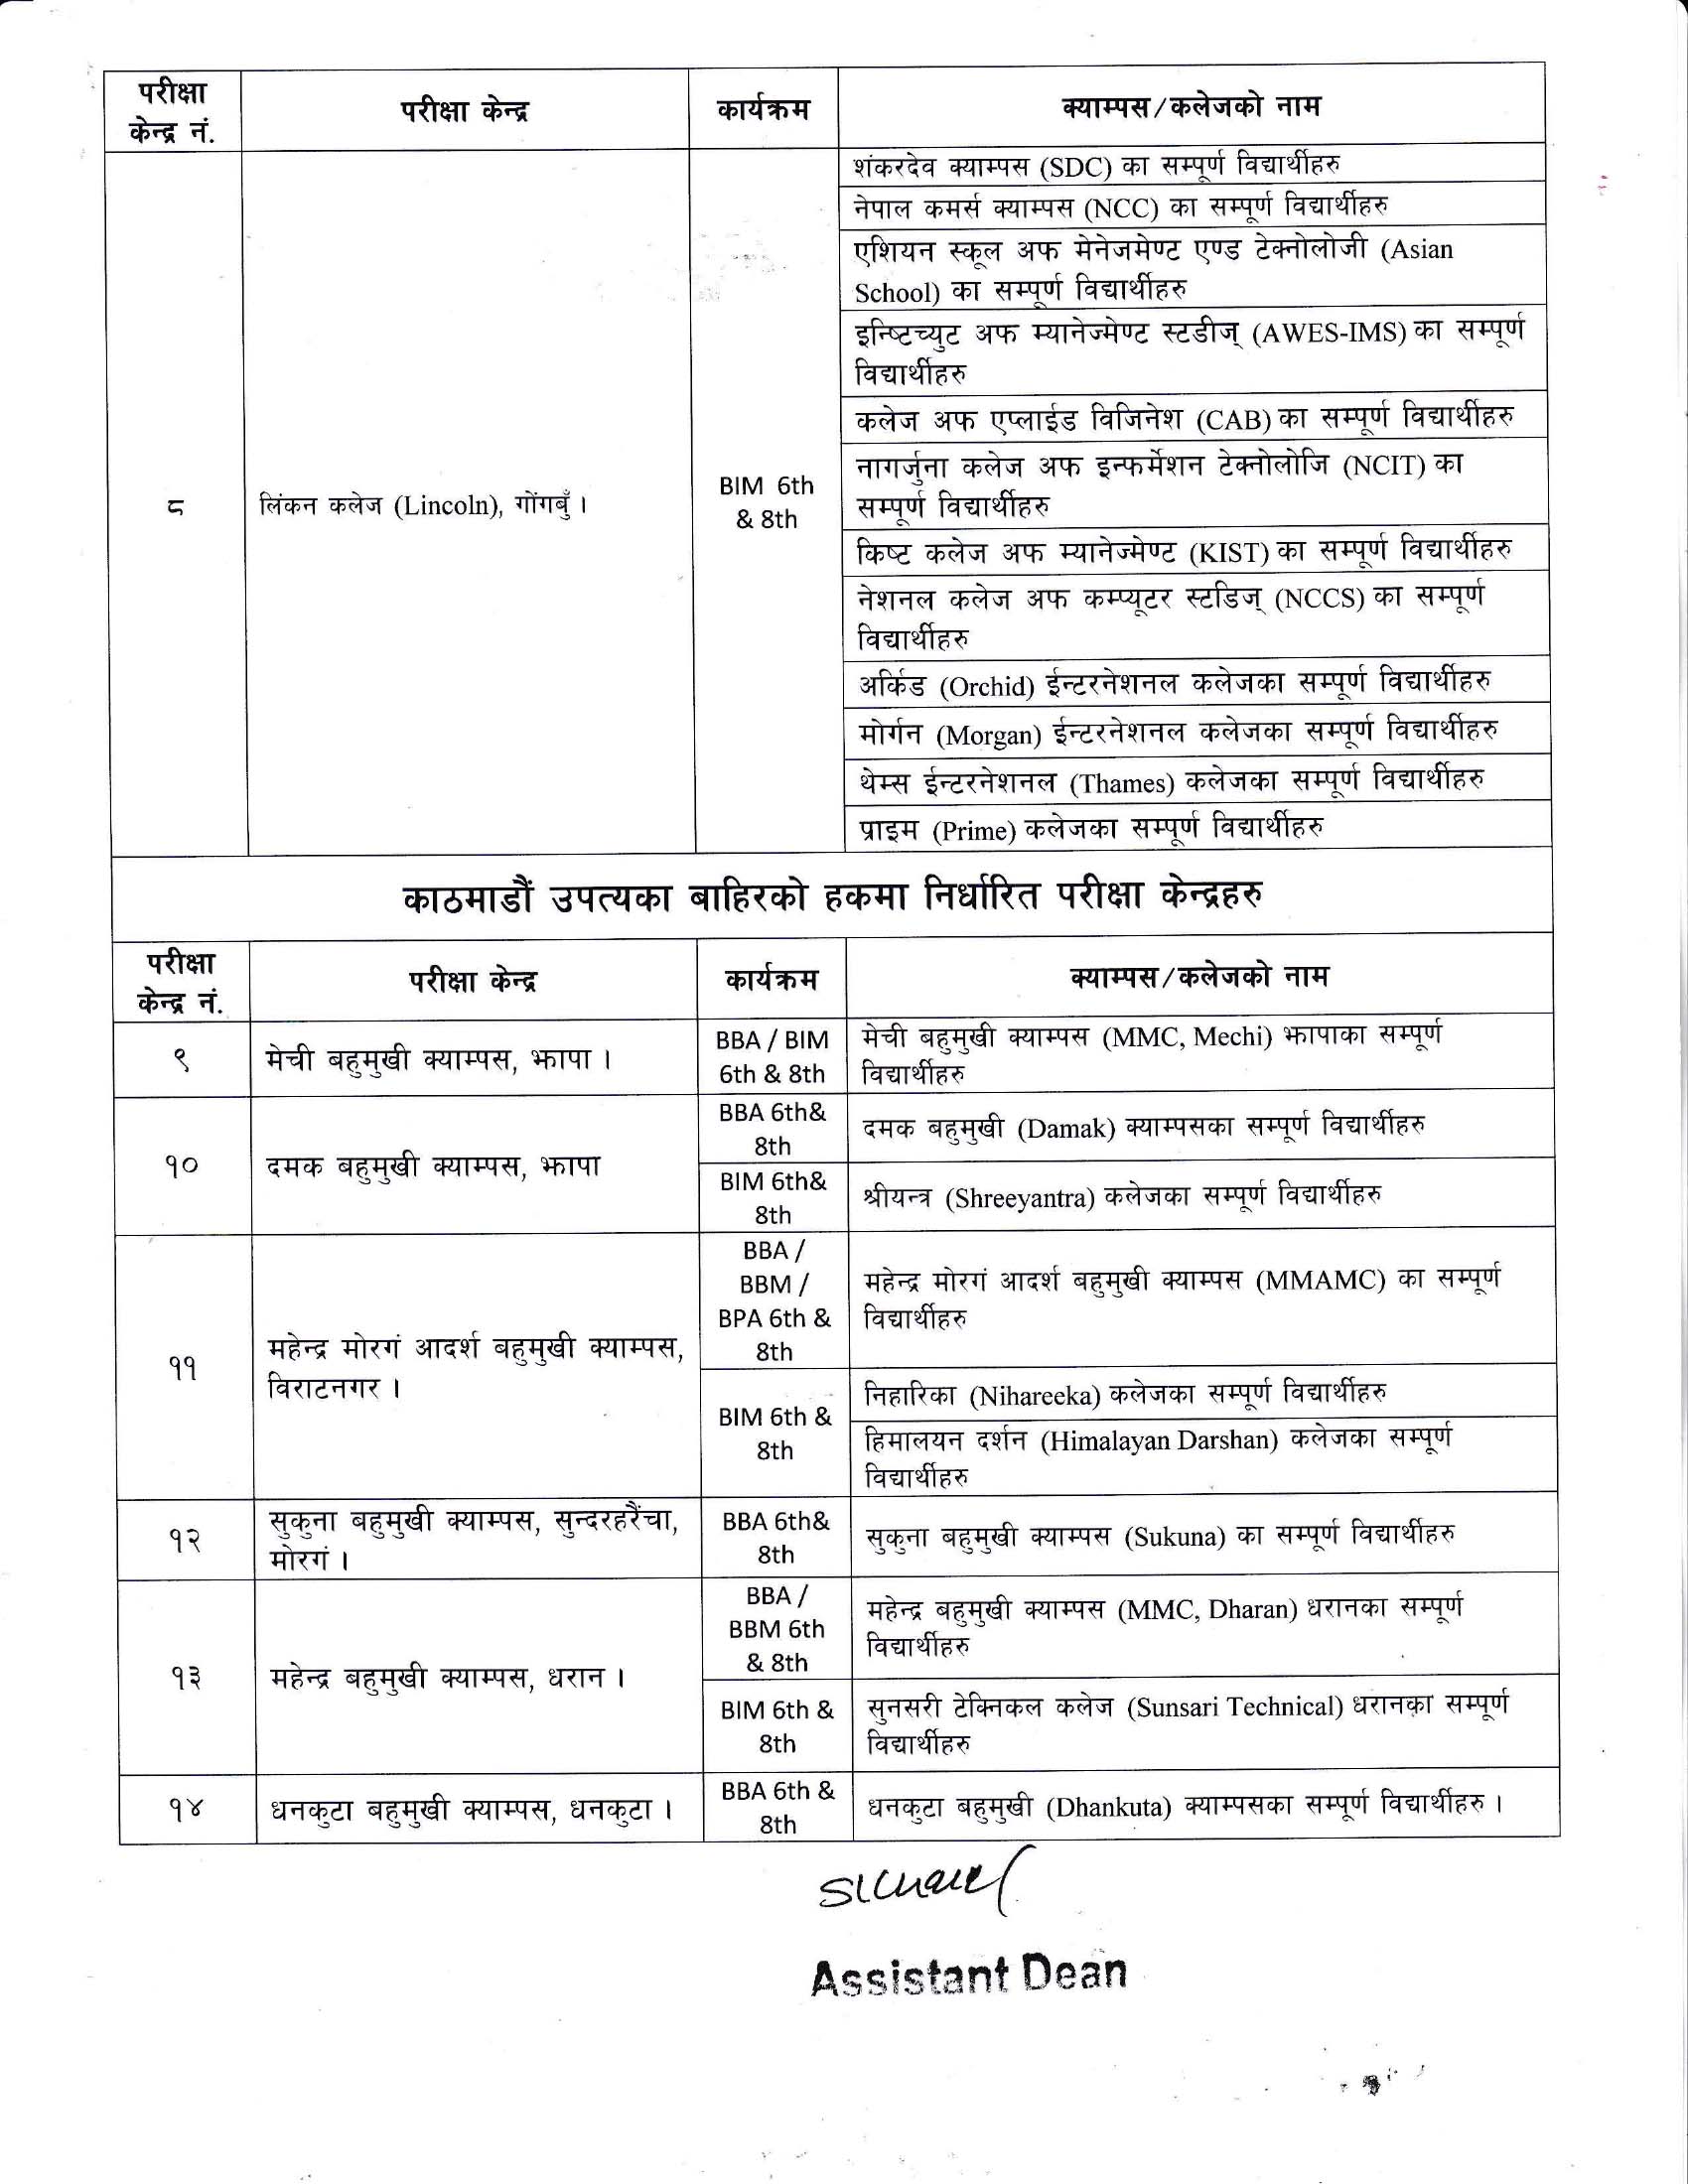 परीक्षा
केन्द्र नं.
परीक्षा केन्द्र
कार्यक्रम
क्याम्पस/कलेजको नाम
८
लिंकन कलेज (Lincoln), गोंगबुँ ।
BIM 6th
& 8th
शंकरदेव क्याम्पस (SDC) का सम्पूर्ण विद्यार्थीहरु
नेपाल कमर्स क्याम्पस (NCC) का सम्पूर्ण विद्यार्थीहरु
एशियन स्कूल अफ मेनेजमेण्ट एण्ड टेक्नोलोजी (Asian
School) का सम्पूर्ण विद्यार्थीहरु
इन्ष्टिच्युट अफ म्यानेज्मेण्ट स्टडीज् (AWES-IMS) का सम्पूर्ण
विद्यार्थीहरु
कलेज अफ एप्लाईड विजिनेश (CAB) का सम्पूर्ण विद्यार्थीहरु
नागर्जुना कलेज अफ इन्फर्मेशन टेक्नोलोजि (NCIT) का
सम्पूर्ण विद्यार्थीहरु
किष्ट कलेज अफ म्यानेज्मेण्ट (KIST) का सम्पूर्ण विद्यार्थीहरु
नेशनल कलेज अफ कम्प्यूटर स्टडिज् (NCCS) का सम्पूर्ण
विद्यार्थीहरु
अर्किड (Orchid) ईन्टरनेशनल कलेजका सम्पूर्ण विद्यार्थीहरु
मोर्गन (Morgan) ईन्टरनेशनल कलेजका सम्पूर्ण विद्यार्थीहरु
थेम्स ईन्टरनेशनल (Thames) कलेजका सम्पूर्ण विद्यार्थीहरु
प्राइम (Prime) कलेजका सम्पूर्ण विद्यार्थीहरु
काठमाडौं उपत्यका बाहिरको हकमा निर्धारित परीक्षा केन्द्रहरु
परीक्षा
केन्द्र नं.
परीक्षा केन्द्र
कार्यक्रम
क्याम्पस/कलेजको नाम
९
मेची बहुमुखी क्याम्पस, झापा ।
BBA / BIM
6th & 8th
मेची बहुमुखी क्याम्पस (MMC, Mechi) झापाका सम्पूर्ण
विद्यार्थीहरु
१०
दमक बहुमुखी क्याम्पस, झापा
BBA 6th&
8th
दमक बहुमुखी (Damak) क्याम्पसका सम्पूर्ण विद्यार्थीहरु
BIM 6th&
8th
श्रीयन्त्र (Shreeyantra) कलेजका सम्पूर्ण विद्यार्थीहरु
११
महेन्द्र मोरगं आदर्श बहुमुखी क्याम्पस,
विराटनगर ।
BBA /
BBM /
BPA 6th &
8th
महेन्द्र मोरगं आदर्श बहुमुखी क्याम्पस (MMAMC) का सम्पूर्ण
विद्यार्थीहरु
BIM 6th &
8th
निहारिका (Nihareeka) कलेजका सम्पूर्ण विद्यार्थीहरु
हिमालयन दर्शन (Himalayan Darshan) कलेजका सम्पूर्ण
विद्यार्थीहरु
१२
सुकुना बहुमुखी क्याम्पस, सुन्दरहरैंचा,
मोरगं ।
BBA 6th&
8th
सुकुना बहुमुखी क्याम्पस (Sukuna) का सम्पूर्ण विद्यार्थीहरु
१३
महेन्द्र बहुमुखी क्याम्पस, धरान ।
BBA /
BBM 6th
& 8th
महेन्द्र बहुमुखी क्याम्पस (MMC, Dharan) धरानका सम्पूर्ण
विद्यार्थीहरु
BIM 6th &
8th
सुनसरी टेक्निकल कलेज (Sunsari Technical) धरानका सम्पूर्ण
विद्यार्थीहरु
१४
धनकुटा बहुमुखी क्याम्पस, धनकुटा ।
BBA 6th &
8th
धनकुटा बहुमुखी (Dhankuta) क्याम्पसका सम्पूर्ण विद्यार्थीहरु ।
Assistant Dean